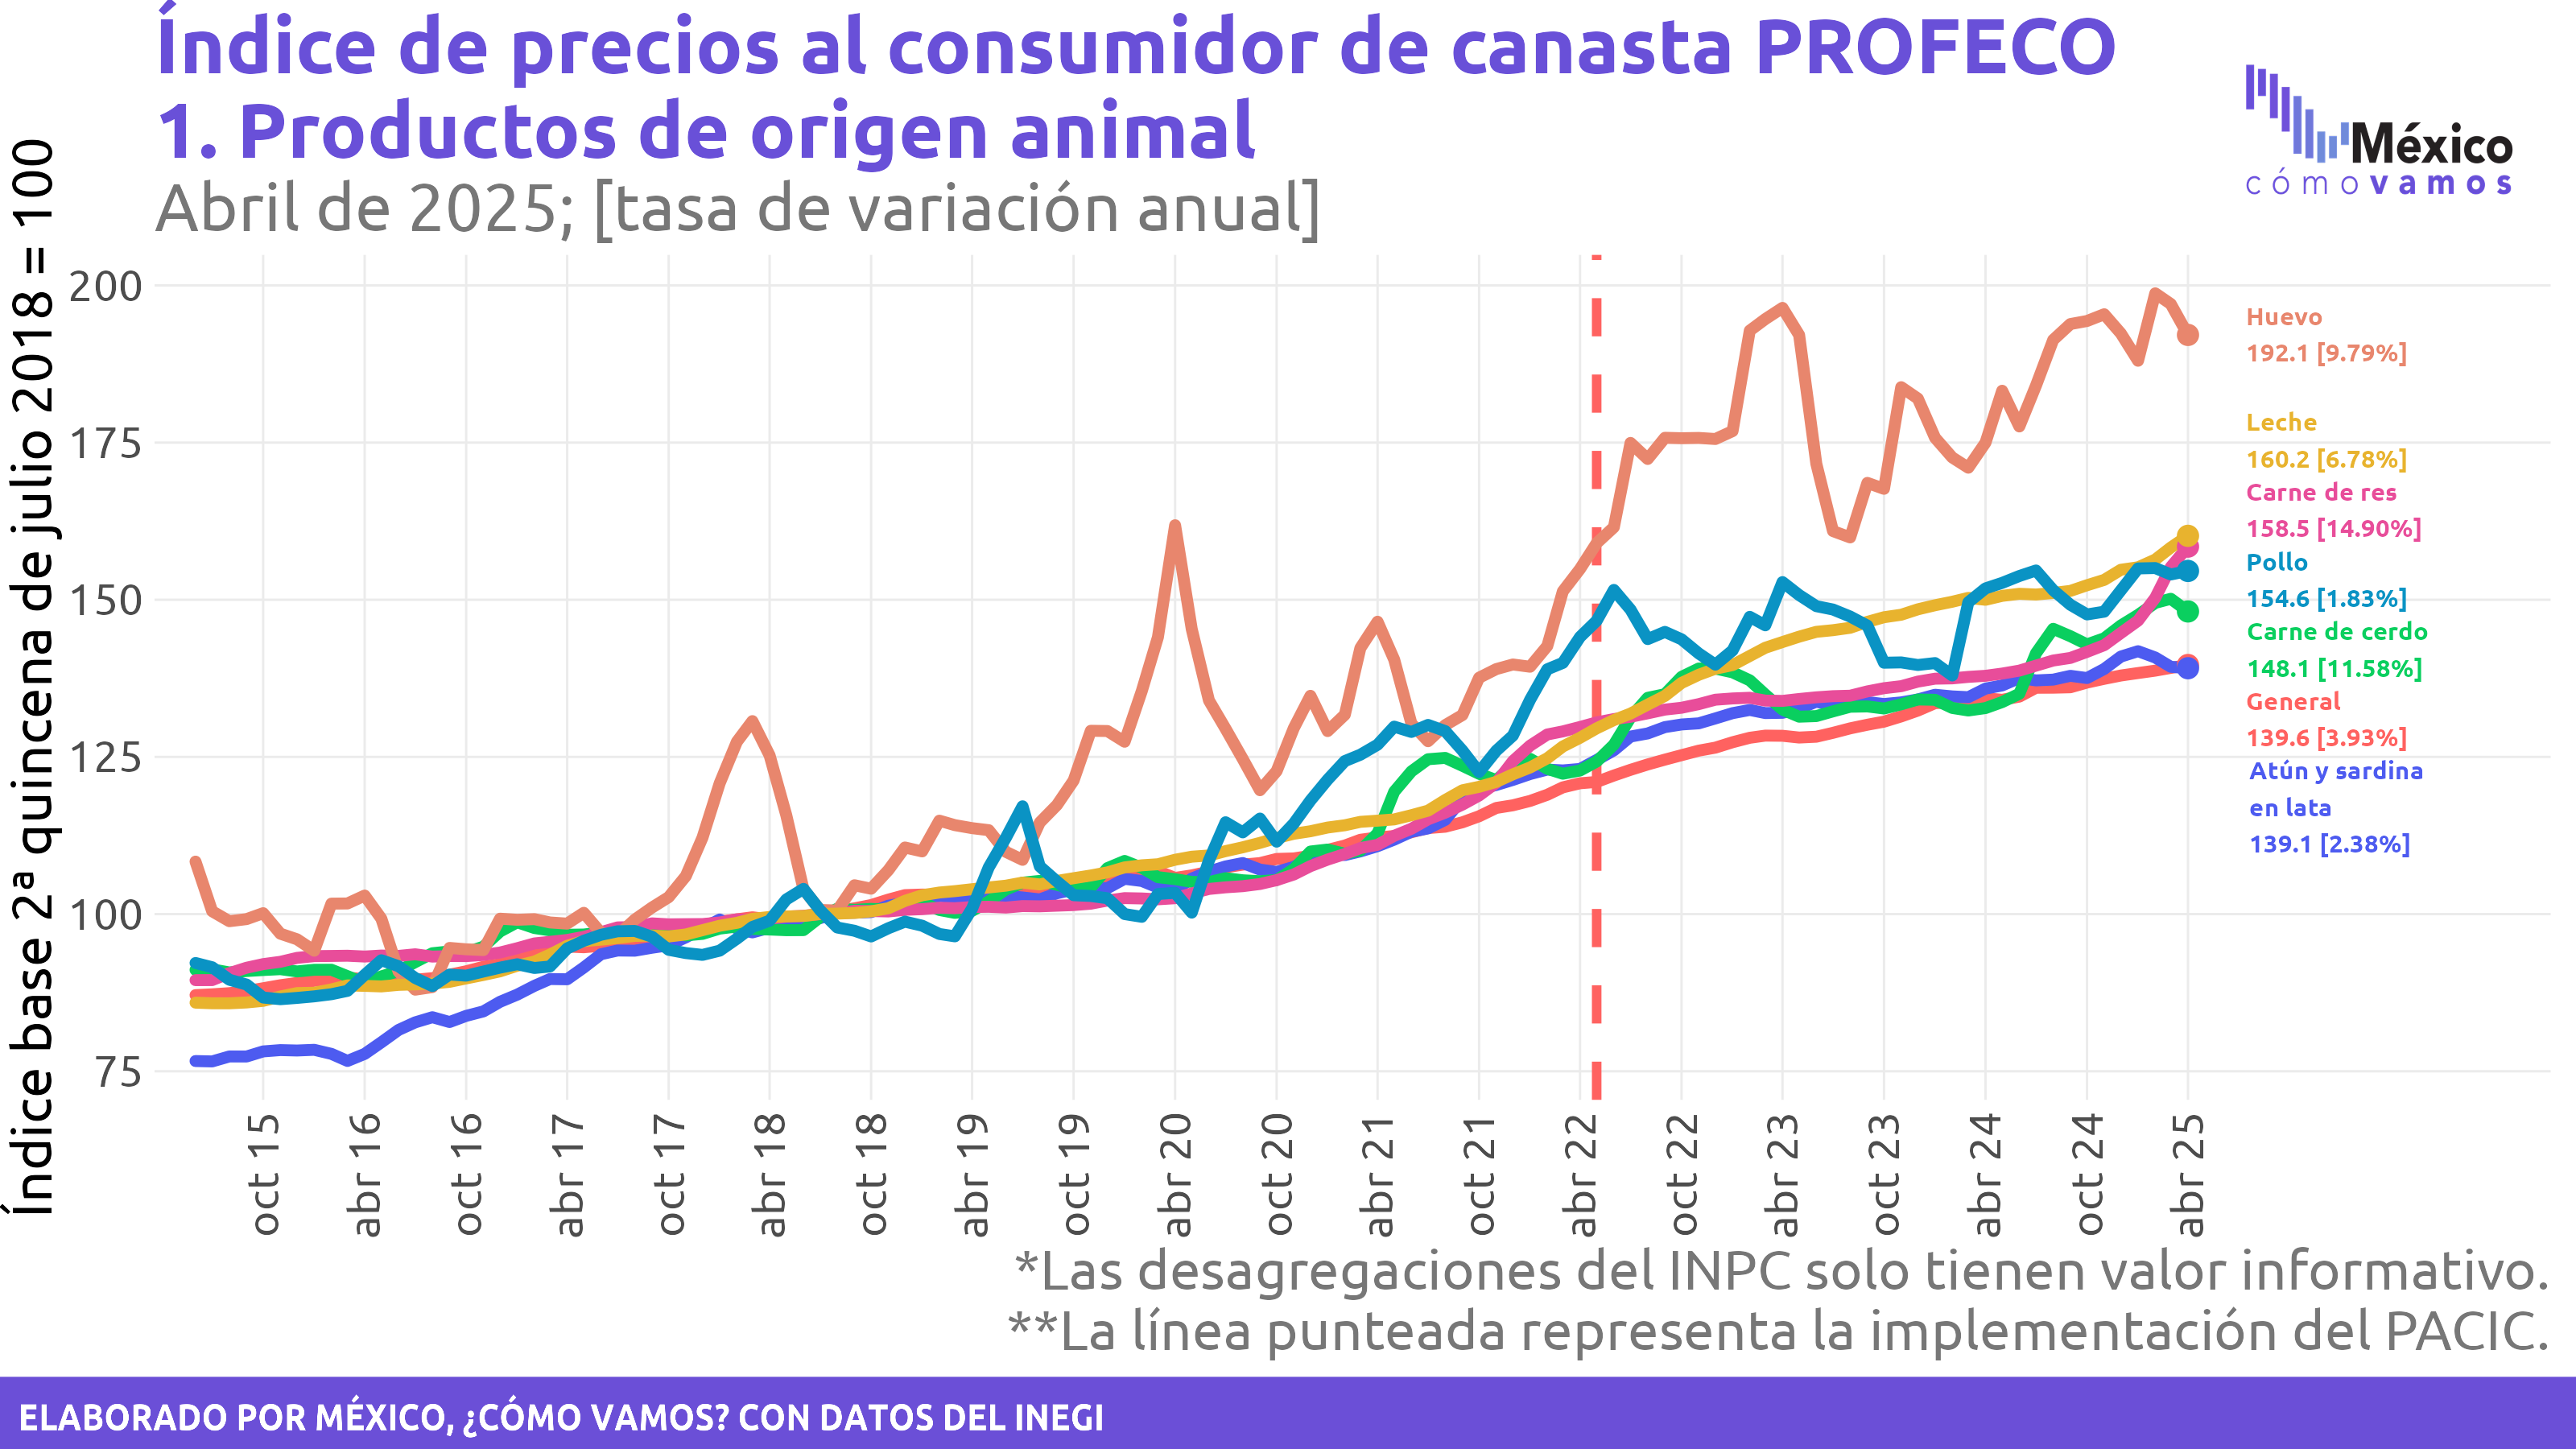 Índice de precios al consumidor de canasta PROFECO
1. Productos de origen animal
Abril de 2025; [tasa de variación anual]
México
cómo vamos
Índice base 2ª quincena de julio 2018 = 100
200
175
150
125
100
75
Huevo
192.1 [9.79%]
Leche
160.2 [6.78%]
Carne de res
158.5 [14.90%]
Pollo
154.6 [1.83%]
Carne de cerdo
148.1 [11.58%]
General
139.6 [3.93%]
Atún y sardina
en lata
139.1 [2.38%]
oct 15
abr 16
oct 16
abr 17
oct 17
abr 18
oct 18
abr 19
oct 19
abr 20
oct 20
abr 21
oct 21
abr 22
oct 22
abr 23
oct 23
abr 24
oct 24
abr 25
*Las desagregaciones del INPC solo tienen valor informativo.
**La línea punteada representa la implementación del PACIC.
ELABORADO POR MÉXICO, ¿CÓMO VAMOS? CON DATOS DEL INEGI